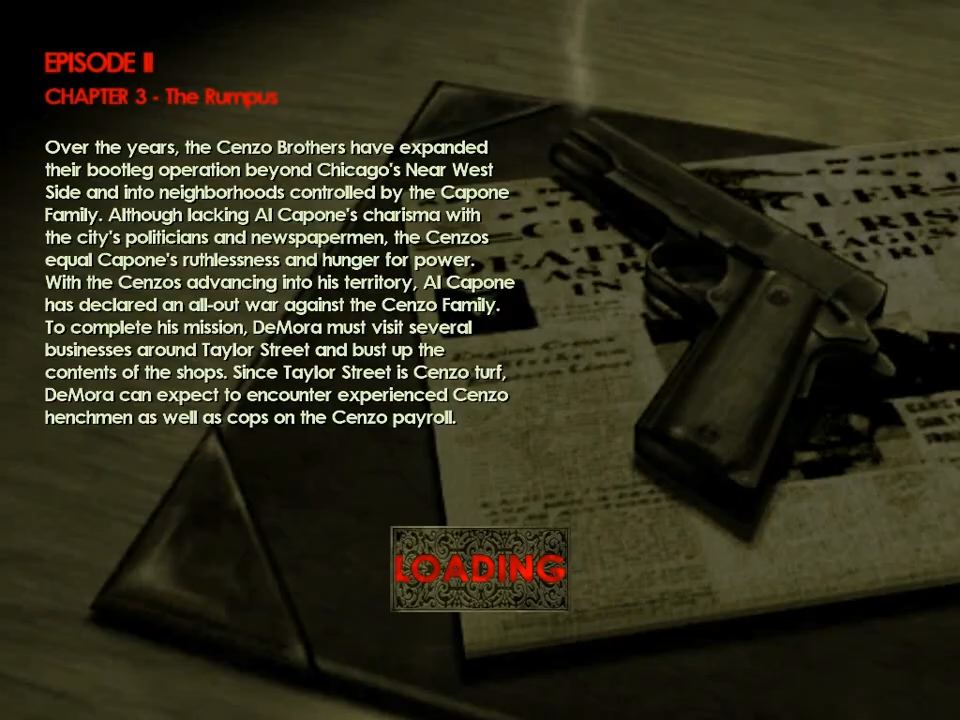 EPISODE II
CHAPTER 3 - The Rumpus
Over the years, the Cenzo Brothers have expanded
their bootleg operation beyond Chicago's Near West
Side and into neighborhoods controlled by the Capone
Family. Although lacking Al Capone's charisma with
the city's politicians and newspapermen, the Cenzos
equal Capone's ruthlessness and hunger for power.
With the Cenzos advancing into his territory, Al Capone
has declared an all-out war against the Cenzo Family.
To complete his mission, DeMora must visit several
businesses around Taylor Street and bust up the
contents of the shops. Since Taylor Street is Cenzo turf,
DeMora can expect to encounter experienced Cenzo
henchmen as well as cops on the Cenzo payroll.
LOADING